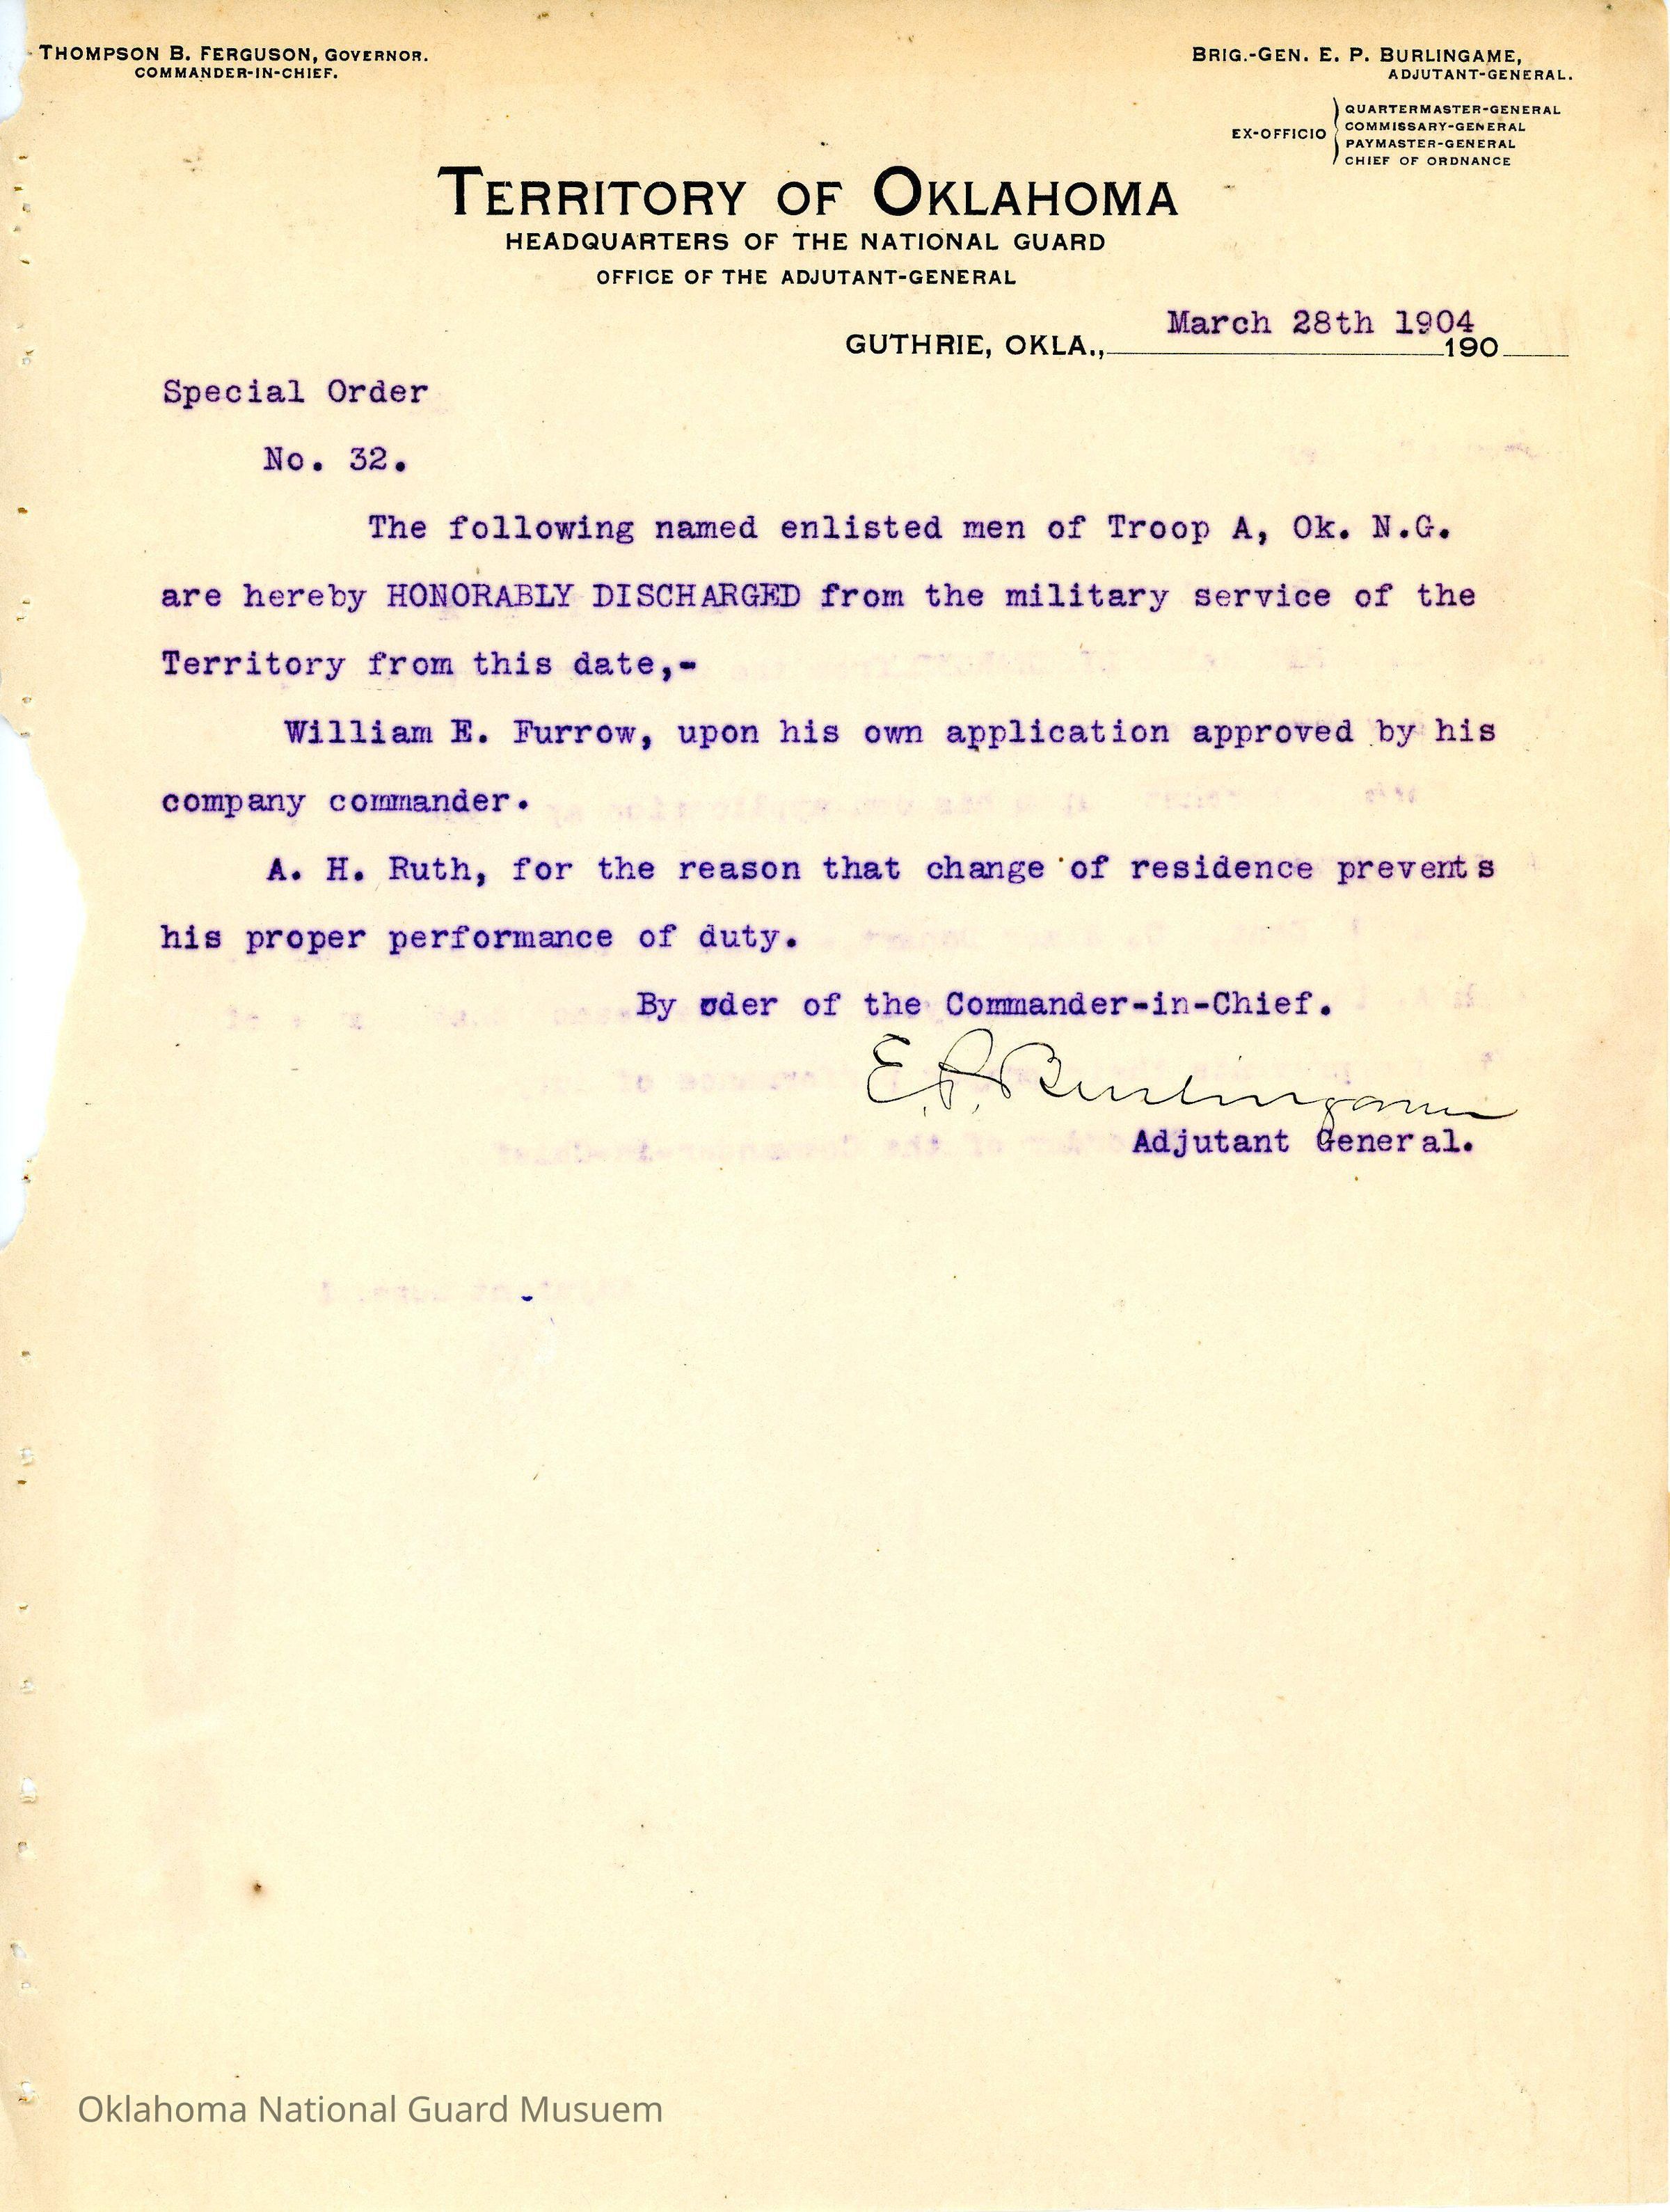 THOMPSON B. FERGUSON, GOVERNOR.
COMMANDER-IN-CHIEF.
BRIG.-GEN. E. P. BURLINGAME,
ADJUTANT-GENERAL.
EX-OFFICIO
QUARTERMASTER-GENERAL
COMMISSARY-GENERAL
PAYMASTER-GENERAL
CHIEF OF ORDNANCE
TERRITORY OF OKLAHOMA
HEADQUARTERS OF THE NATIONAL GUARD
OFFICE OF THE ADJUTANT-GENERAL
March 28th 1904
GUTHRIE, OKLA., 190
Special Order
No. 32.
The following named enlisted men of Troop A, Ok. N.G.
are hereby HONORABLY DISCHARGED from the military service of the
Territory from this date,-
William E. Furrow, upon his own application approved by his
company commander.
A. H. Ruth, for the reason that change of residence prevents
his proper performance of duty.
By oder of the Commander-in-Chief.
E. P. Burlingame
Adjutant General.
Oklahoma National Guard Musuem